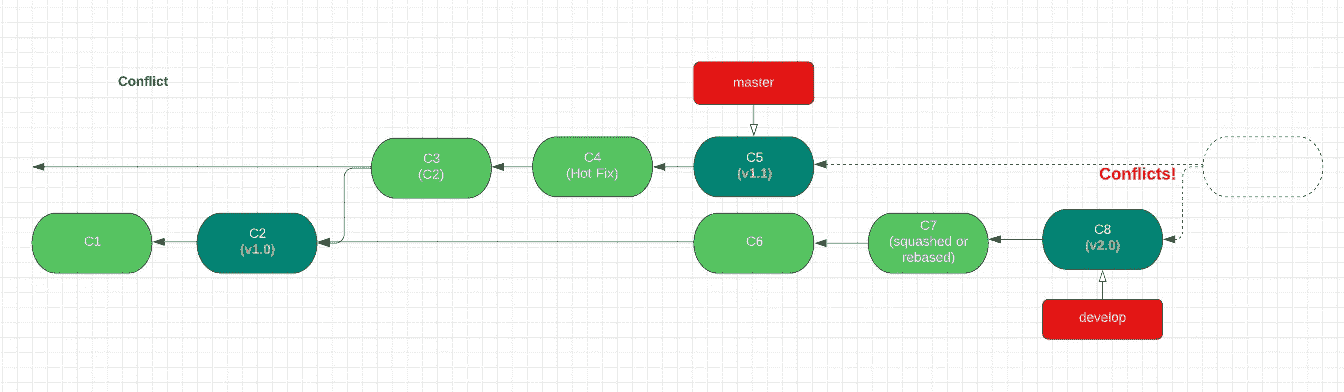 Conflict
master
C3
(C2)
C4
(Hot Fix)
C5
(v1.1)
Conflicts!
C1
C2
(v1.0)
C6
C7
(squashed or
rebased)
C8
(v2.0)
develop